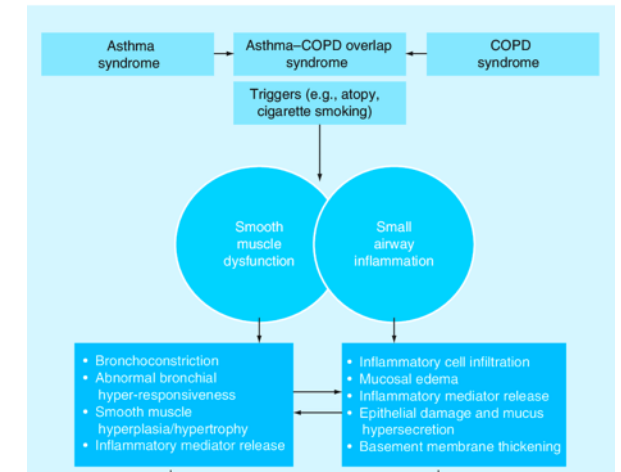 Asthma
syndrome
Asthma–COPD overlap
syndrome
COPD
syndrome
Triggers (e.g., atopy,
cigarette smoking)
Smooth
muscle
dysfunction
Small
airway
inflammation
• Bronchoconstriction
• Abnormal bronchial
hyper-responsiveness
• Smooth muscle
hyperplasia/hypertrophy
• Inflammatory mediator release
• Inflammatory cell infiltration
• Mucosal edema
• Inflammatory mediator release
• Epithelial damage and mucus
hypersecretion
• Basement membrane thickening